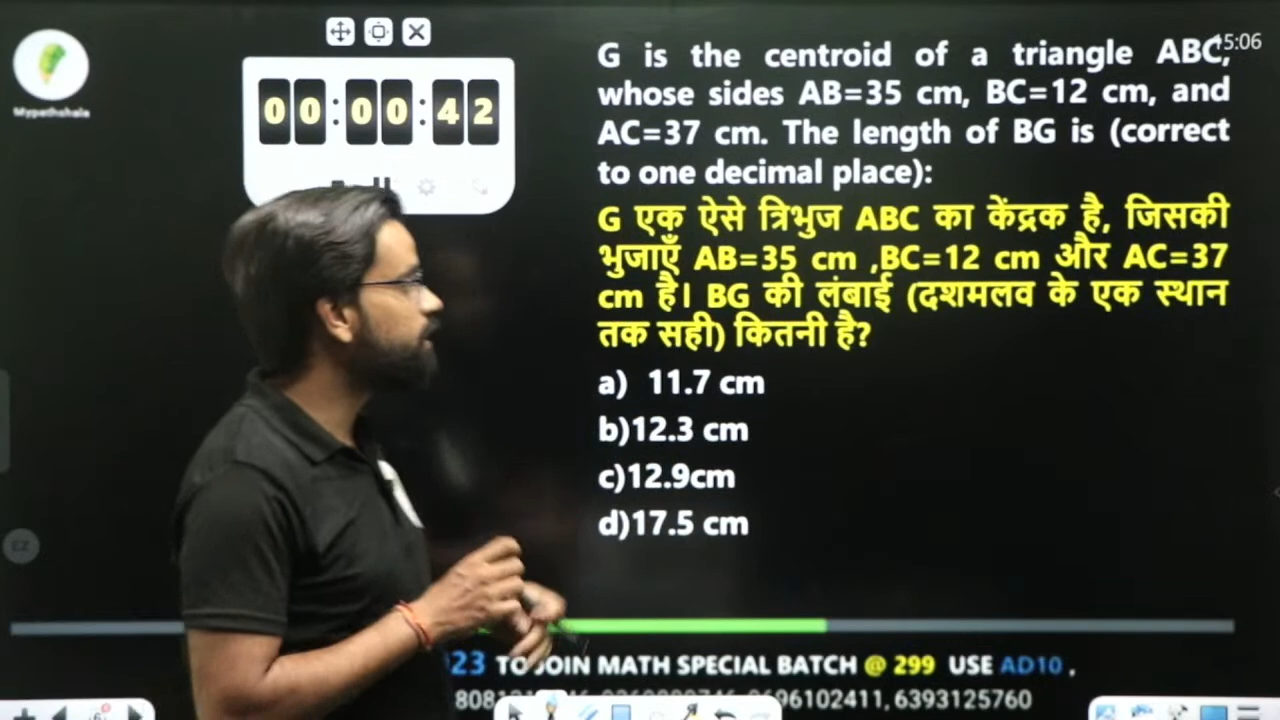 15:06
Mypathshala
00:00:42
G is the centroid of a triangle ABC,
whose sides AB=35 cm, BC=12 cm, and
AC=37 cm. The length of BG is (correct
to one decimal place):
G एक ऐसे त्रिभुज ABC का केंद्रक है, जिसकी
भुजाएँ AB=35 cm ,BC=12 cm और AC=37
cm है। BG की लंबाई (दशमलव के एक स्थान
तक सही) कितनी है?
a) 11.7 cm
b)12.3 cm
c)12.9cm
d)17.5 cm
EZ
23 TO JOIN MATH SPECIAL BATCH @ 299 USE AD10 .
6393125760